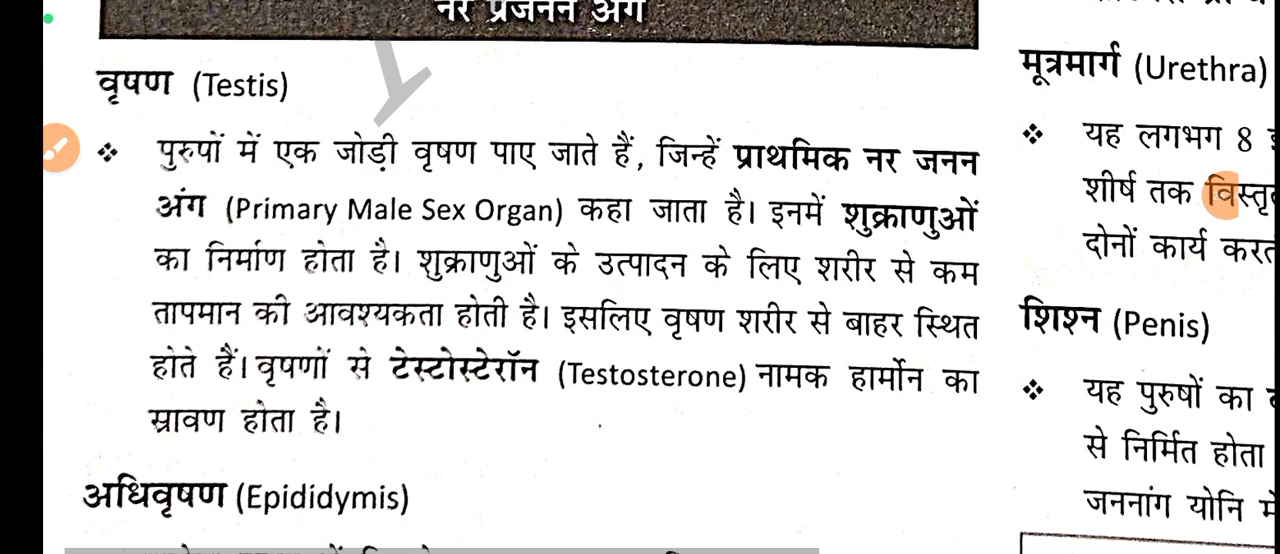 नर प्रजनन अंग
वृषण (Testis)
❖ पुरुषों में एक जोड़ी वृषण पाए जाते हैं, जिन्हें प्राथमिक नर जनन
अंग (Primary Male Sex Organ) कहा जाता है। इनमें शुक्राणुओं
का निर्माण होता है। शुक्राणुओं के उत्पादन के लिए शरीर से कम
तापमान की आवश्यकता होती है। इसलिए वृषण शरीर से बाहर स्थित
होते हैं। वृषणों से टेस्टोस्टेरॉन (Testosterone) नामक हार्मोन का
स्रावण होता है।
अधिवृषण (Epididymis)
मूत्रमार्ग (Urethra)
❖ यह लगभग 8
शीर्ष तक
दोनों कार्य
शिश्न (Penis)
❖ यह पुरुषों का
से निर्मित होता
जननांग योनि